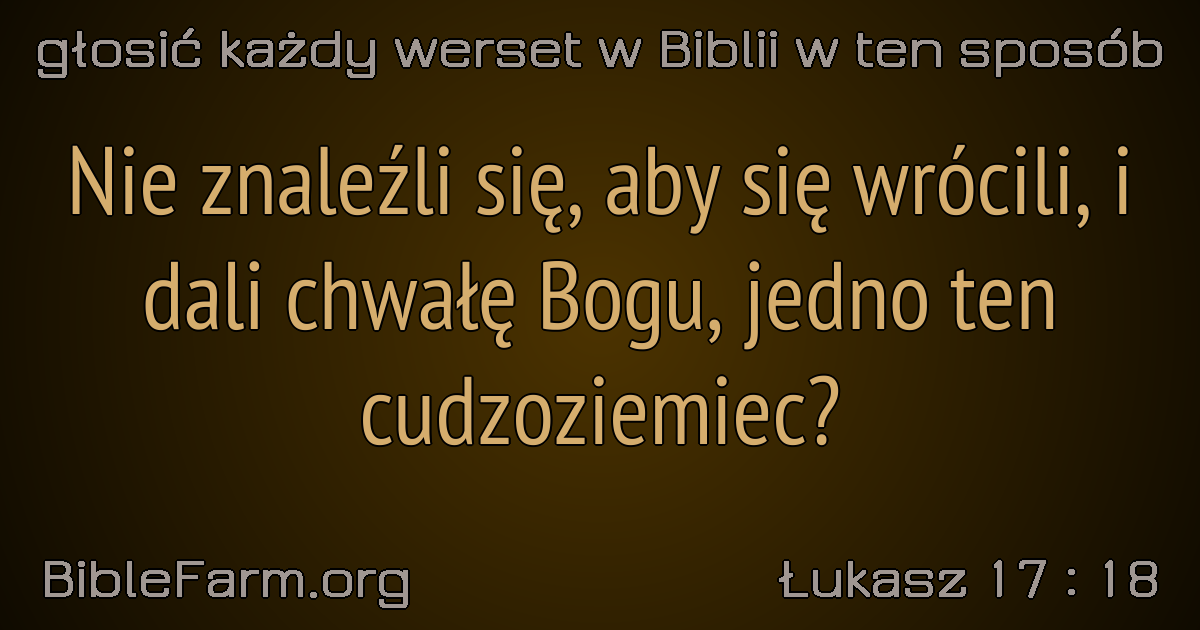 głosić każdy werset w Biblii w ten sposób
Nie znaleźli się, aby się wrócili, i
dali chwałę Bogu, jedno ten
cudzoziemiec?
BibleFarm.org
Łukasz 17 : 18